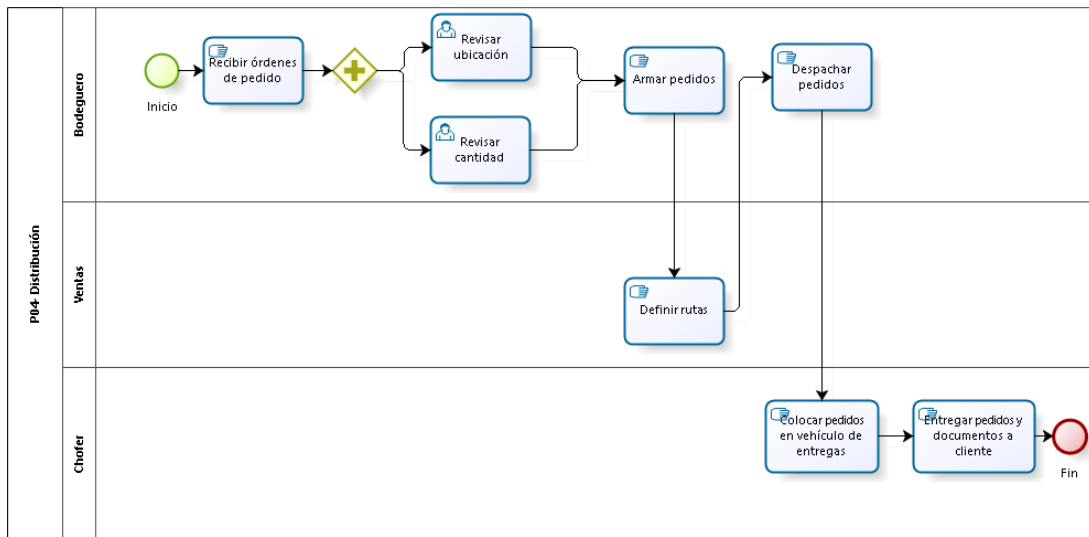 P04- Distribución
Bodeguero
Inicio
Recibir órdenes
de pedido
Revisar
ubicación
Revisar
cantidad
Armar pedidos
Despachar
pedidos
Ventas
Definir rutas
Chofer
Colocar pedidos
en vehículo de
entregas
Entregar pedidos y
documentos a
cliente
Fin